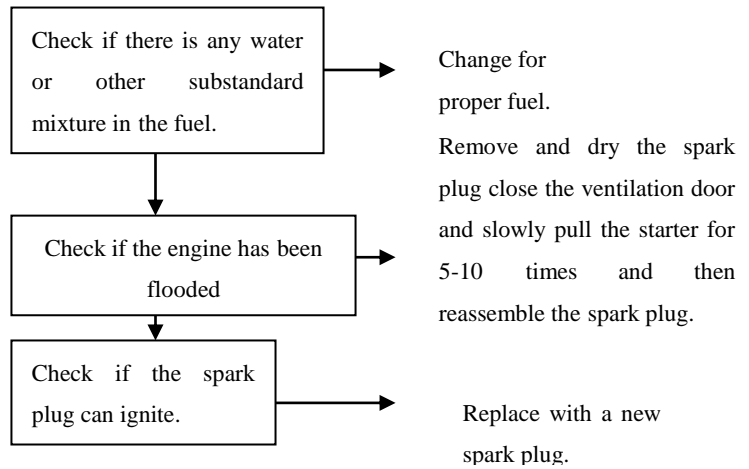 Check if there is any water
or other substandard
mixture in the fuel.
Change for
proper fuel.
Check if the engine has been
flooded
Remove and dry the spark
plug close the ventilation door
and slowly pull the starter for
5-10 times and then
reassemble the spark plug.
Check if the spark
plug can ignite.
Replace with a new
spark plug.